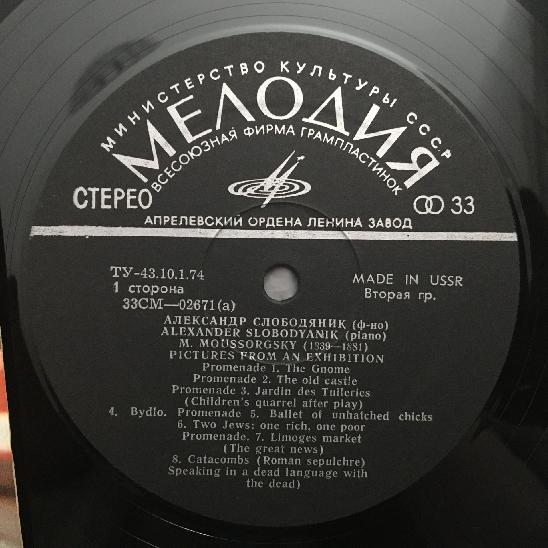 МИНИСТЕРСТВО КУЛЬТУРЫ СССР
МЕЛОДИЯ
ВСЕСОЮЗНАЯ ФИРМА ГРАМПЛАСТИНОК
СТЕРЕО 33
АПРЕЛЕВСКИЙ ОРДЕНА ЛЕНИНА ЗАВОД
ТУ-43.10.1.74 MADE IN USSR
1 сторона Вторая гр.
33СМ—02671(а)
АЛЕКСАНДР СЛОБОДЯНИК (ф-но)
ALEXANDER SLOBODYANIK (piano)
M. MOUSSORGSKY (1839—1881)
PICTURES FROM AN EXHIBITION
Promenade 1. The Gnome
Promenade 2. The old castle
Promenade 3. Jardin des Tuileries
(Children's quarrel after play)
4. Bydlo. Promenade 5. Ballet of unhatched chicks
6. Two Jews: one rich, one poor
Promenade. 7. Limoges market
(The great news)
8. Catacombs (Roman sepulchre)
Speaking in a dead language with
the dead)